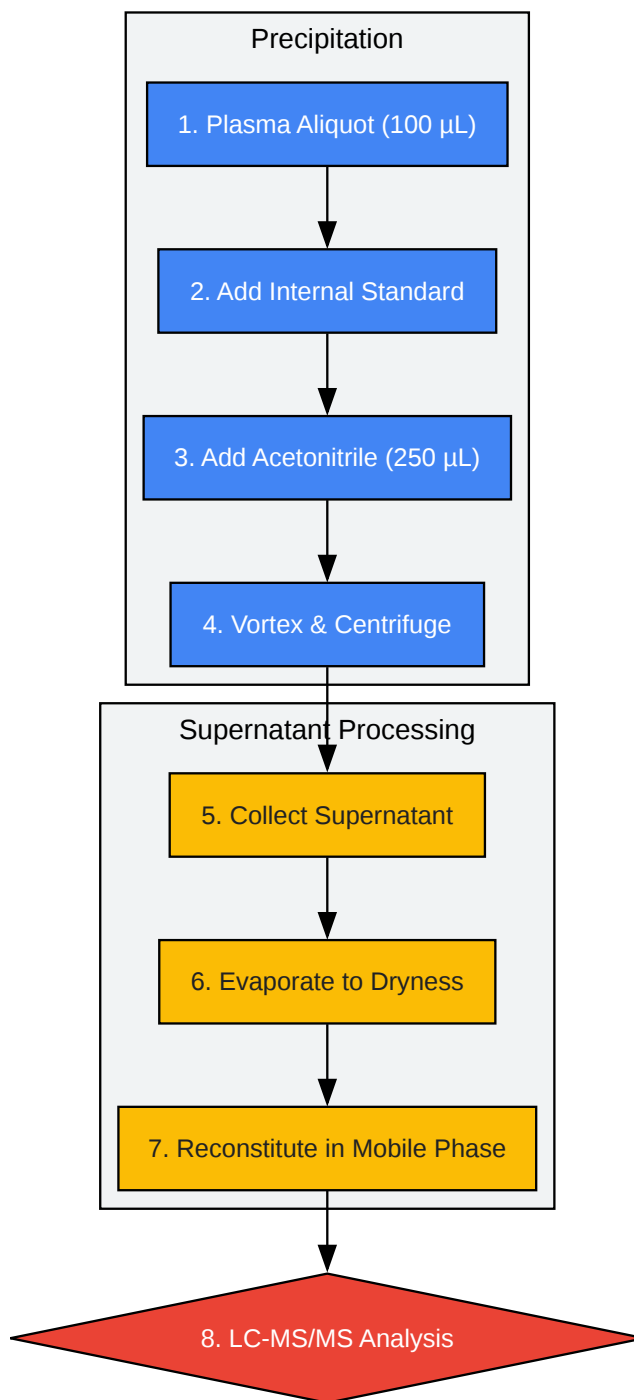 Precipitation
1. Plasma Aliquot (100 µL)
2. Add Internal Standard
3. Add Acetonitrile (250 µL)
4. Vortex & Centrifuge
Supernatant Processing
5. Collect Supernatant
6. Evaporate to Dryness
7. Reconstitute in Mobile Phase
8. LC-MS/MS Analysis